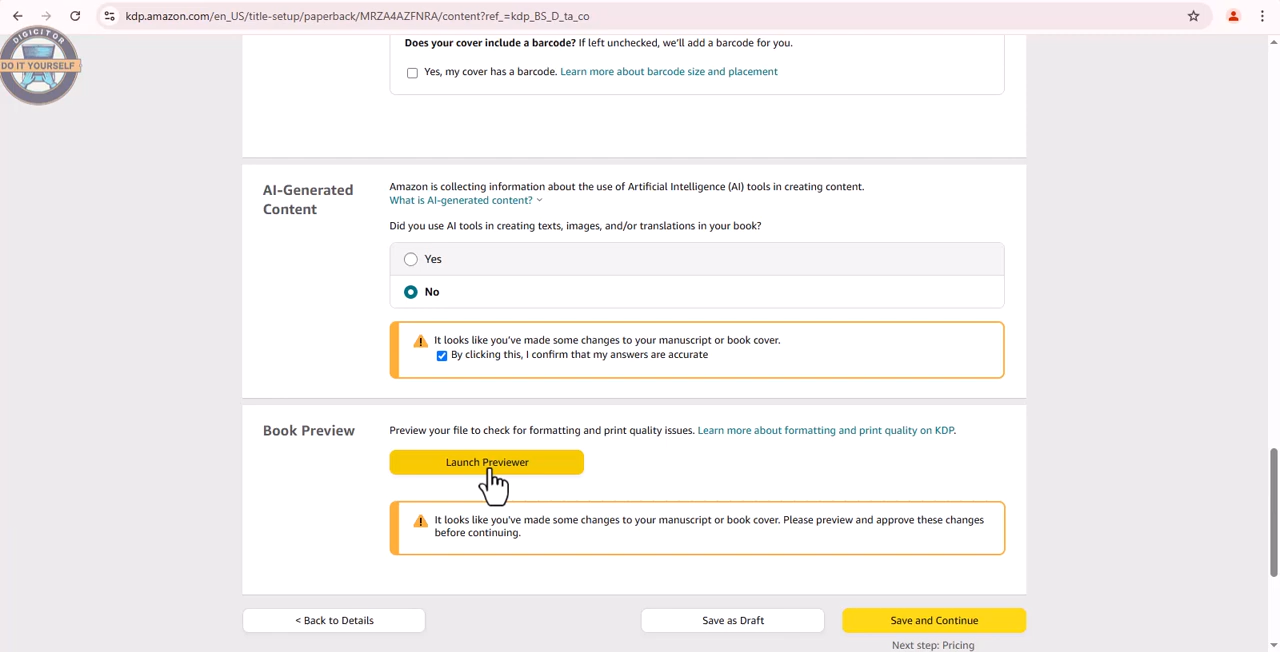 kdp.amazon.com/en_US/title-setup/paperback/MRZA4AZFNRA/content?ref_=kdp_BS_D_ta_co
DIGICITOR
DO IT YOURSELF
Does your cover include a barcode? If left unchecked, we'll add a barcode for you.
Yes, my cover has a barcode. Learn more about barcode size and placement
AI-Generated
Content
Amazon is collecting information about the use of Artificial Intelligence (AI) tools in creating content.
What is AI-generated content?
Did you use AI tools in creating texts, images, and/or translations in your book?
Yes
No
It looks like you've made some changes to your manuscript or book cover.
By clicking this, I confirm that my answers are accurate
Book Preview
Preview your file to check for formatting and print quality issues. Learn more about formatting and print quality on KDP.
Launch Previewer
It looks like you've made some changes to your manuscript or book cover. Please preview and approve these changes
before continuing.
< Back to Details
Save as Draft
Save and Continue
Next step: Pricing